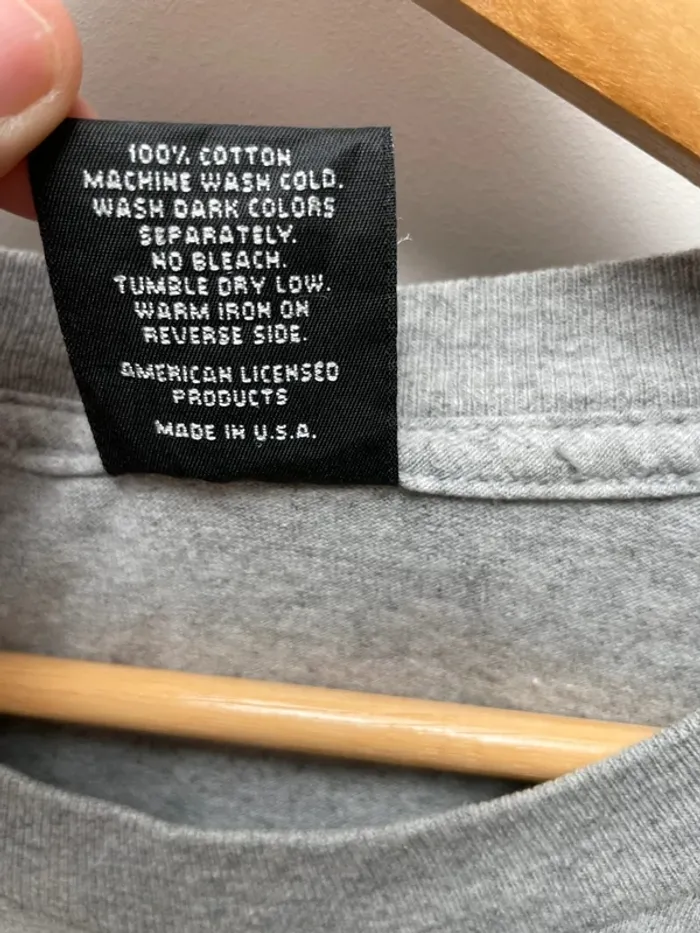 100% COTTON
MACHINE WASH COLD.
WASH DARK COLORS
SEPARATELY.
NO BLEACH.
TUMBLE DRY LOW.
WARM IRON ON
REVERSE SIDE.
AMERICAN LICENSED
PRODUCTS
MADE IN U.S.A.